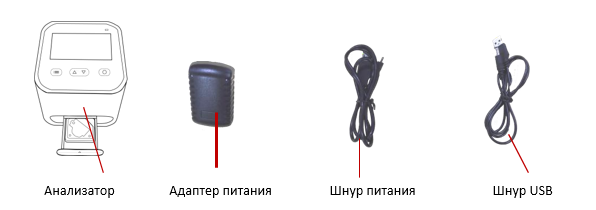 Анализатор
Адаптер питания
Шнур питания
Шнур USB